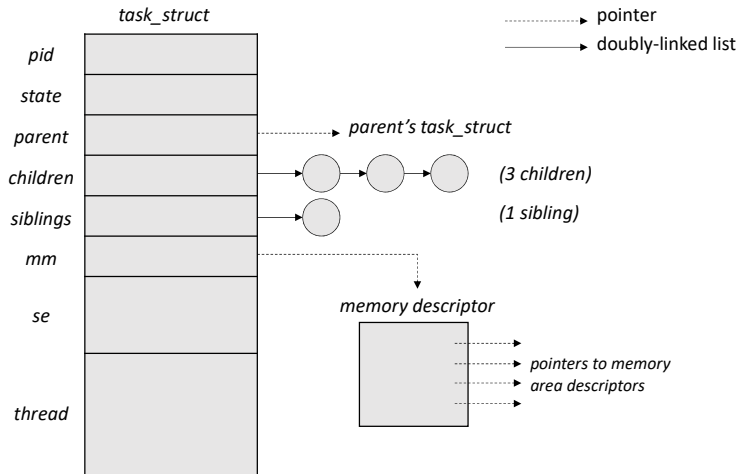 task_struct
pointer
doubly-linked list
pid
state
parent
parent's task_struct
children
(3 children)
siblings
(1 sibling)
mm
memory descriptor
se
pointers to memory
area descriptors
thread